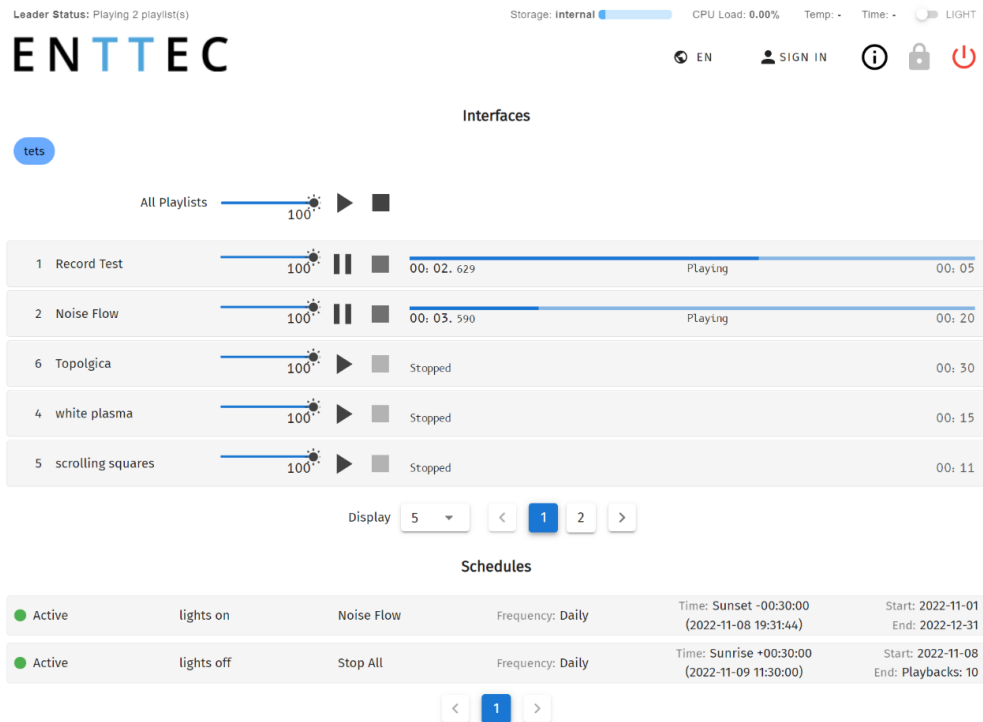 Leader Status: Playing 2 playlist(s) Storage: internal CPU Load: 0.00% Temp: - Time: - LIGHT
ENTTEC EN SIGN IN
Interfaces
tets
All Playlists 100
1 Record Test 100 00: 02. 629 Playing 00: 05
2 Noise Flow 100 00: 03. 590 Playing 00: 20
6 Topolgica 100 Stopped 00: 30
4 white plasma 100 Stopped 00: 15
5 scrolling squares 100 Stopped 00: 11
Display 5 1 2
Schedules
Active lights on Noise Flow Frequency: Daily Time: Sunset -00:30:00 Start: 2022-11-01
(2022-11-08 19:31:44) End: 2022-12-31
Active lights off Stop All Frequency: Daily Time: Sunrise +00:30:00 Start: 2022-11-08
(2022-11-09 11:30:00) End: Playbacks: 10
1